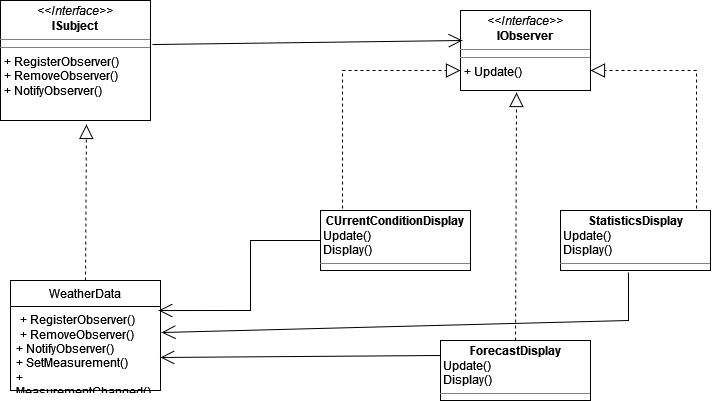 <<Interface>>
ISubject
+ RegisterObserver()
+ RemoveObserver()
+ NotifyObserver()
<<Interface>>
IObserver
+ Update()
CUrrentConditionDisplay
Update()
Display()
StatisticsDisplay
Update()
Display()
WeatherData
+ RegisterObserver()
+ RemoveObserver()
+ NotifyObserver()
+ SetMeasurement()
+
MeasurementChanged()
ForecastDisplay
Update()
Display()